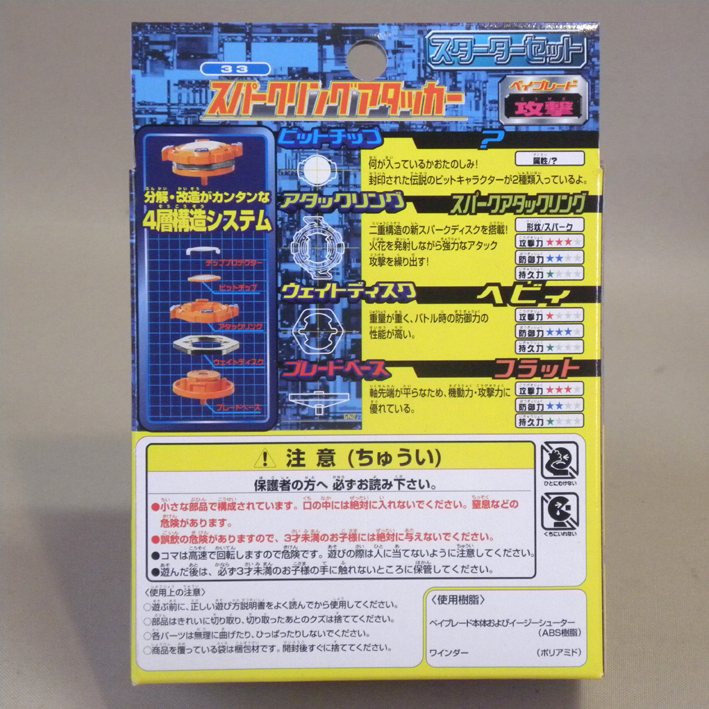 スターターセット
33
スパークリングアタッカー
ベイブレード
攻撃
分解・改造がカンタンな
4層構造システム
チッププロテクター
ビットチップ
アタックリング
ウェイトディスク
ブレードベース
ビットチップ ?
何が入っているかおたのしみ!
封印された伝説のビットキャラクターが2種類入っているよ。
属性/?
アタックリング スパークアタックリング
二重構造の新スパークディスクを搭載!
火花を発射しながら強力なアタック
攻撃を繰り出す!
形状/スパーク
攻撃力 ★★★★★
防御力 ★★★★★
持久力 ★★★★★
ウェイトディスク ヘビィ
重量が重く、バトル時の防御力の
性能が高い。
攻撃力 ★★★★★
防御力 ★★★★★
持久力 ★★★★★
ブレードベース フラット
軸先端が平らなため、機動力・攻撃力に
優れている。
攻撃力 ★★★★★
防御力 ★★★★★
持久力 ★★★★★
注意(ちゅうい)
保護者の方へ 必ずお読み下さい。
●小さな部品で構成されています。口の中には絶対に入れないでください。窒息などの
危険があります。
●誤飲の危険がありますので、3才未満のお子様には絶対に与えないでください。
●コマは高速で回転しますので危険です。遊びの際は人に当てないように注意してください。
●遊んだ後は、必ず3才未満のお子様の手に触れないところに保管してください。
ひとにむけない
くちにいれない
〈使用上の注意〉
○遊ぶ前に、正しい遊び方説明書をよく読んでから使用してください。
○部品はきれいに切り取り、切り取ったあとのクズは捨ててください。
○各パーツは無理に曲げたり、ひっぱったりしないでください。
○商品を覆っている袋は梱包材です。開封後すぐに捨ててください。
〈使用樹脂〉
ベイブレード本体およびイージーシューター
(ABS樹脂)
ワインダー (ポリアミド)